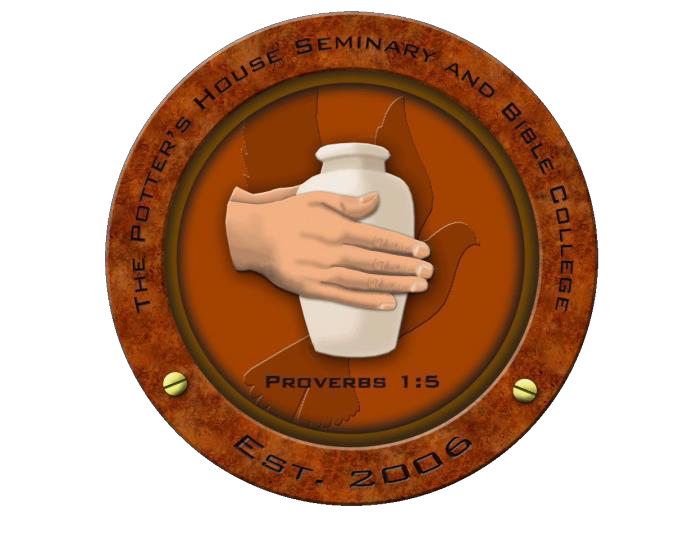 The Potter's House Seminary and Bible College
Proverbs 1:5
Est. 2006